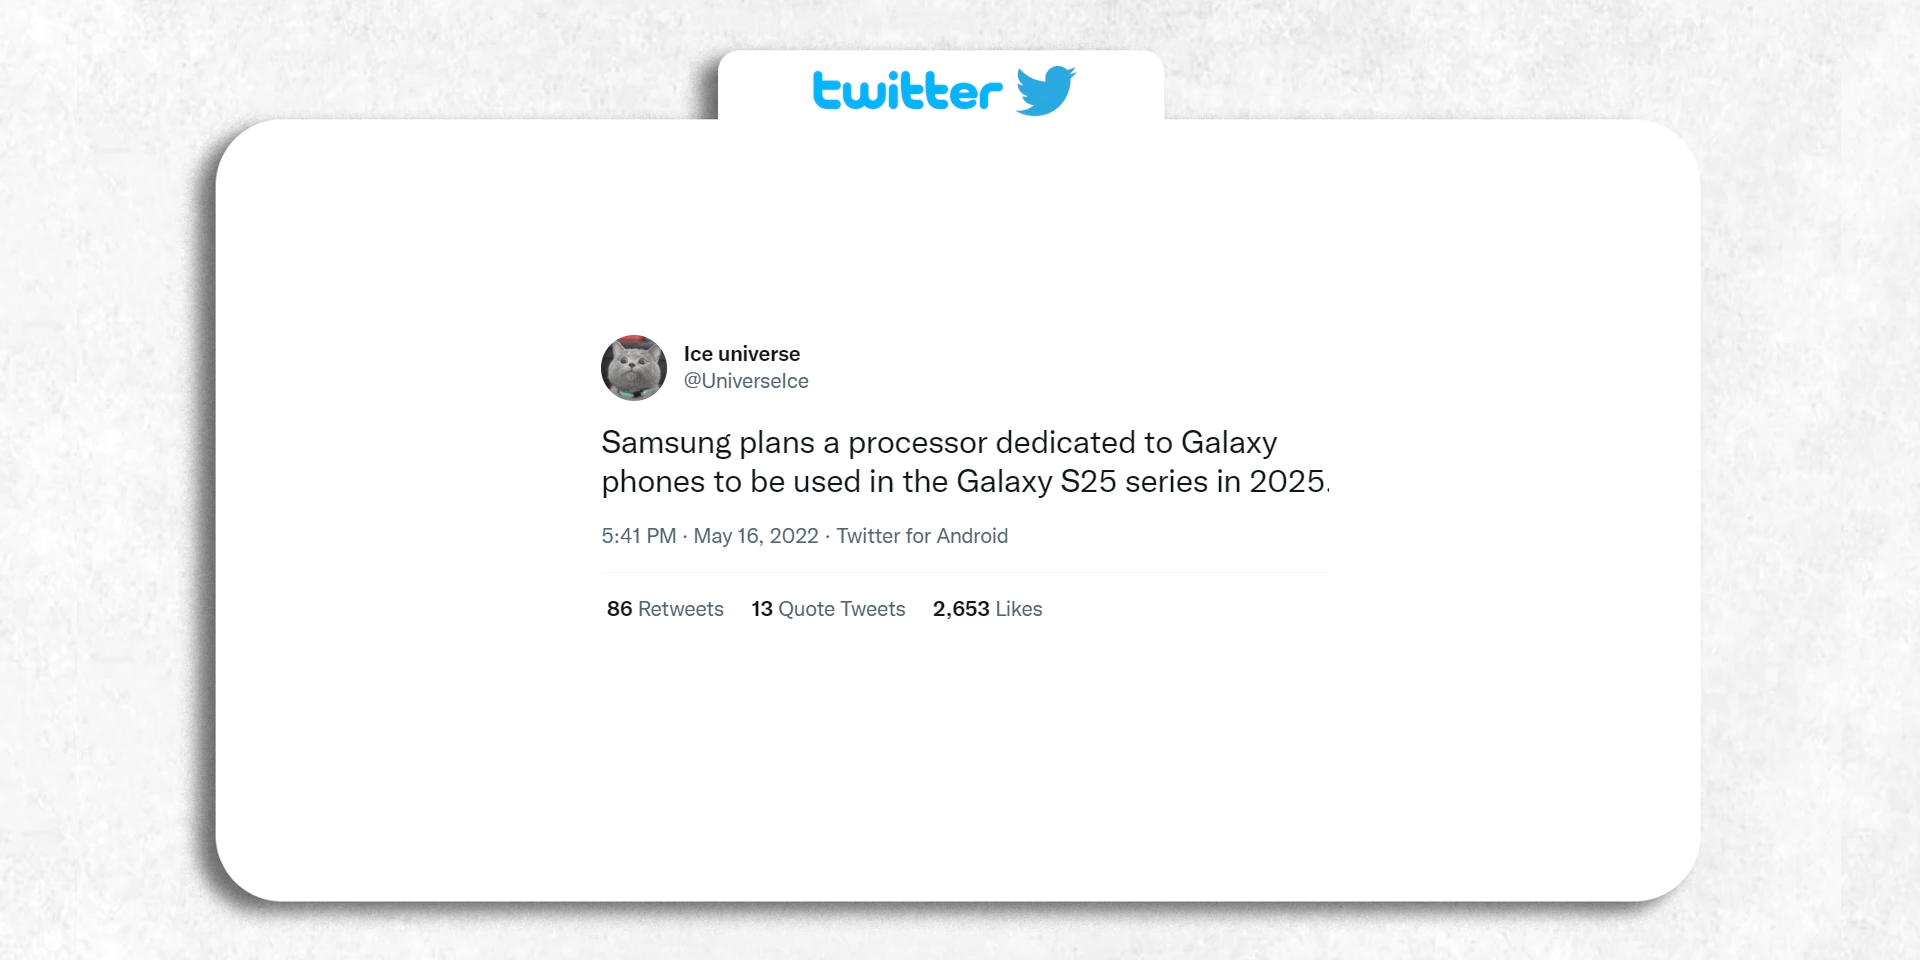 twitter
Ice universe
@UniverseIce
Samsung plans a processor dedicated to Galaxy
phones to be used in the Galaxy S25 series in 2025.
5:41 PM · May 16, 2022 · Twitter for Android
86 Retweets 13 Quote Tweets 2,653 Likes